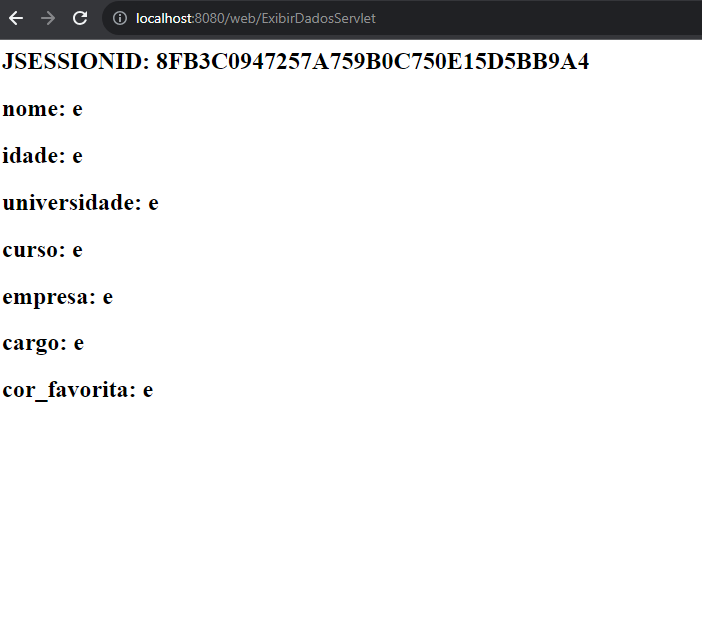 localhost:8080/web/ExibirDadosServlet
JSESSIONID: 8FB3C0947257A759B0C750E15D5BB9A4
nome: e
idade: e
universidade: e
curso: e
empresa: e
cargo: e
cor_favorita: e